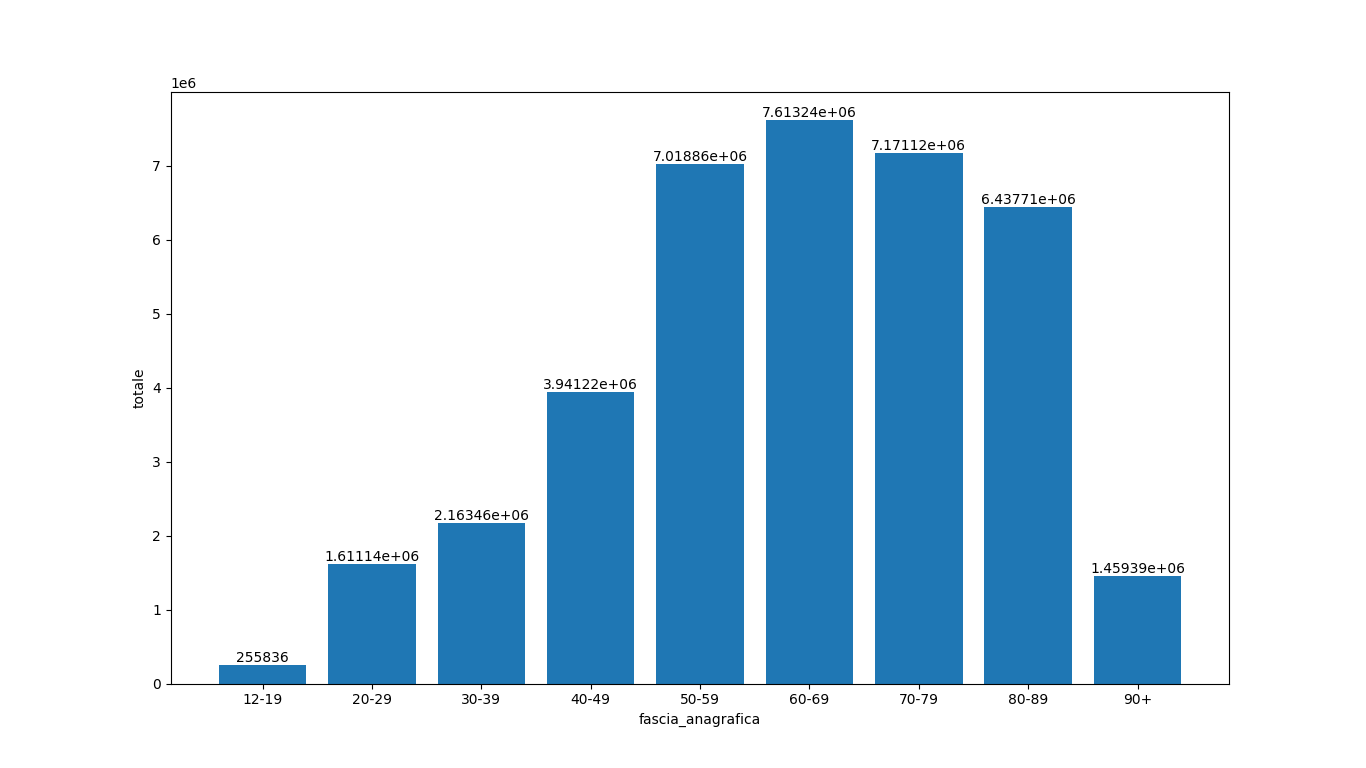 1e6
7.61324e+06
7.17112e+06
7.01886e+06
7
6.43771e+06
6
5
4
3.94122e+06
3
2.16346e+06
2
1.61114e+06
1.45939e+06
1
255836
0
totale
12-19 20-29 30-39 40-49 50-59 60-69 70-79 80-89 90+
fascia_anagrafica